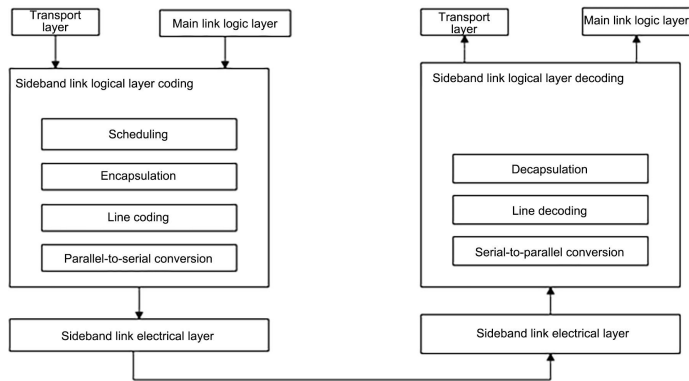 Transport
layer
Main link logic layer
Sideband link logical layer coding
Scheduling
Encapsulation
Line coding
Parallel-to-serial conversion
Sideband link electrical layer
Transport
layer
Main link logic layer
Sideband link logical layer decoding
Decapsulation
Line decoding
Serial-to-parallel conversion
Sideband link electrical layer